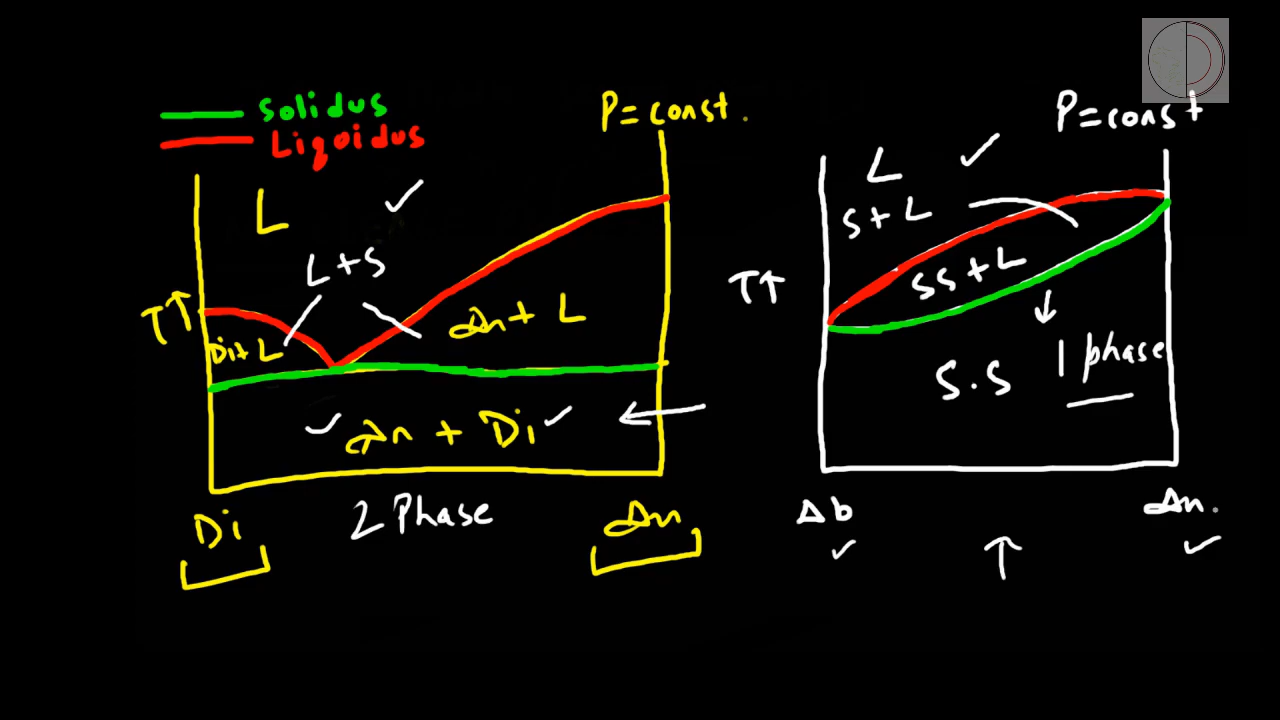 Solidus
Liqoidus
P=const.
L
L+S
T↑
Di+L
An+L
An + Di
Di
2 Phase
An
P=const
L
S+L
SS+L
T↑
S.S
1 phase
Ab
An.